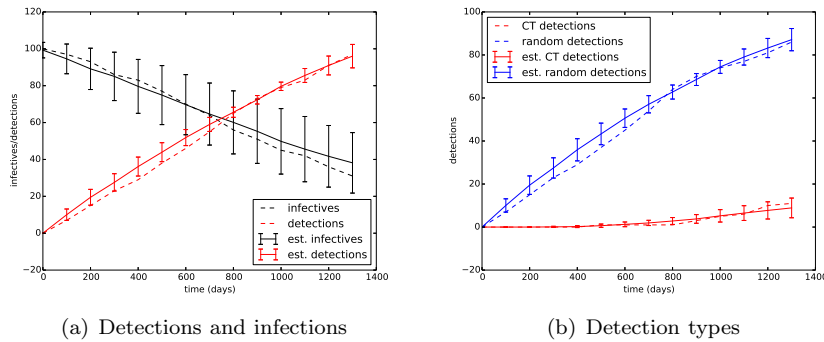 120
100
80
60
40
20
0
−20
infectives/detections
0 200 400 600 800 1000 1200 1400
time (days)
infectives
detections
est. infectives
est. detections
(a) Detections and infections
100
80
60
40
20
0
−20
detections
0 200 400 600 800 1000 1200 1400
time (days)
CT detections
random detections
est. CT detections
est. random detections
(b) Detection types